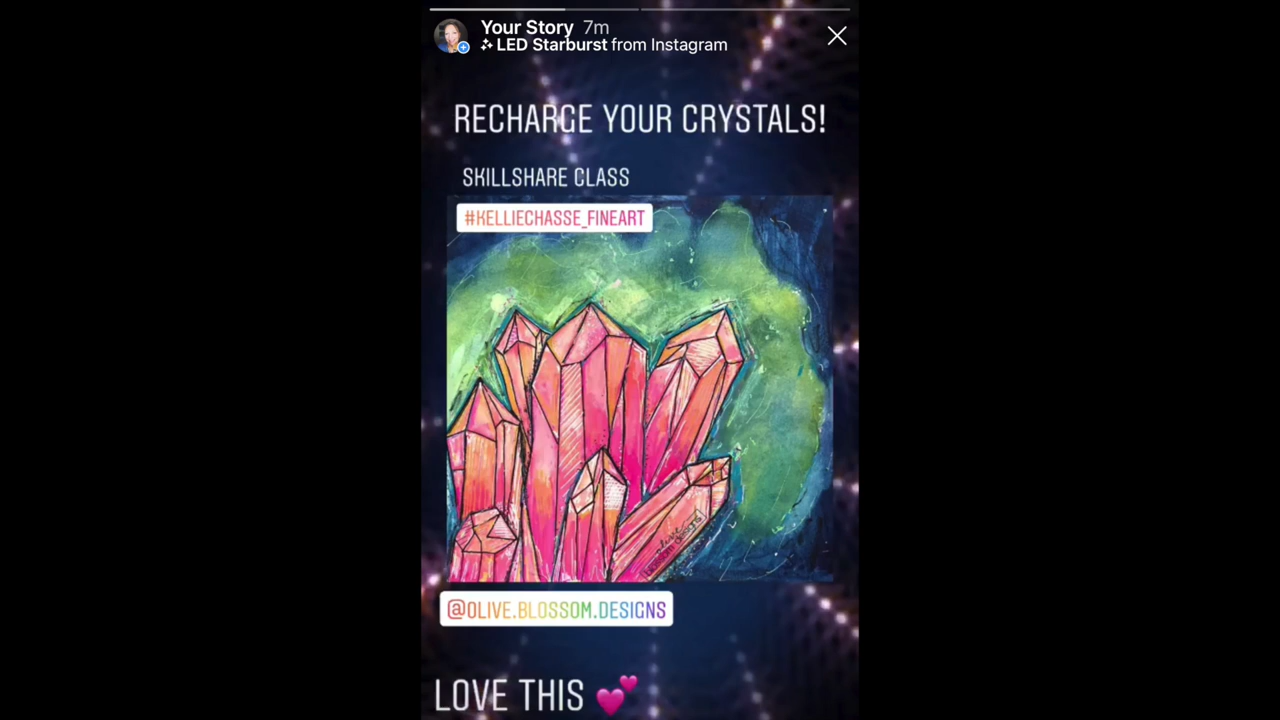 Your Story 7m
LED Starburst from Instagram
RECHARGE YOUR CRYSTALS!
SKILLSHARE CLASS
#KELLIECHASSE_FINEART
@OLIVE.BLOSSOM.DESIGNS
LOVE THIS 💕